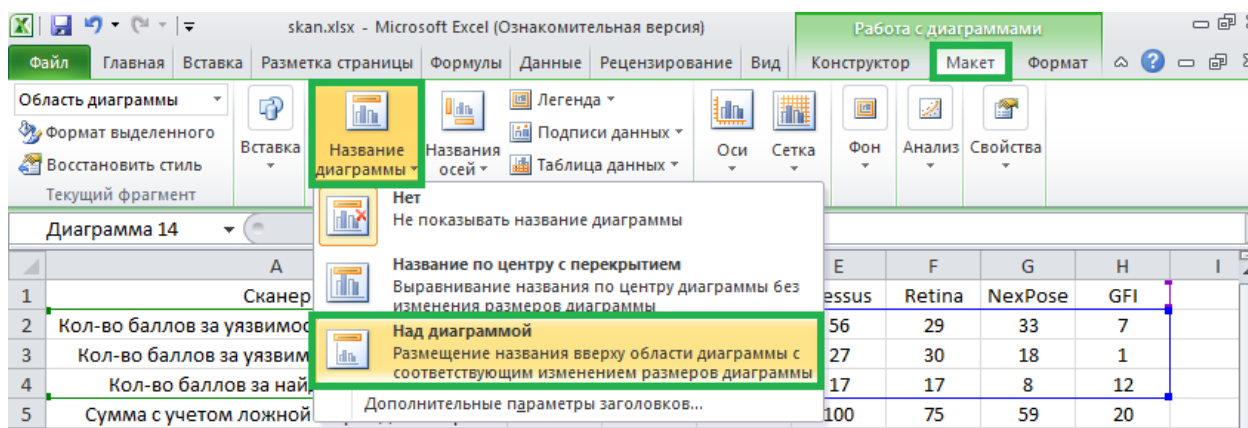 skan.xlsx - Microsoft Excel (Ознакомительная версия)
Работа с диаграммами
Файл Главная Вставка Разметка страницы Формулы Данные Рецензирование Вид Конструктор Макет Формат
Область диаграммы
Формат выделенного
Восстановить стиль
Текущий фрагмент
Вставка
Название
диаграммы
Названия
осей
Легенда
Подписи данных
Таблица данных
Оси
Сетка
Фон
Анализ
Свойства
Диаграмма 14
Нет
Не показывать название диаграммы
Название по центру с перекрытием
Выравнивание названия по центру диаграммы без
изменения размеров диаграммы
Над диаграммой
Размещение названия вверху области диаграммы с
соответствующим изменением размеров диаграммы
Дополнительные параметры заголовков...
A E F G H I
1 Сканер essus Retina NexPose GFI
2 Кол-во баллов за уязвимос 56 29 33 7
3 Кол-во баллов за уязвим 27 30 18 1
4 Кол-во баллов за най 17 17 8 12
5 Сумма с учетом ложной 100 75 59 20